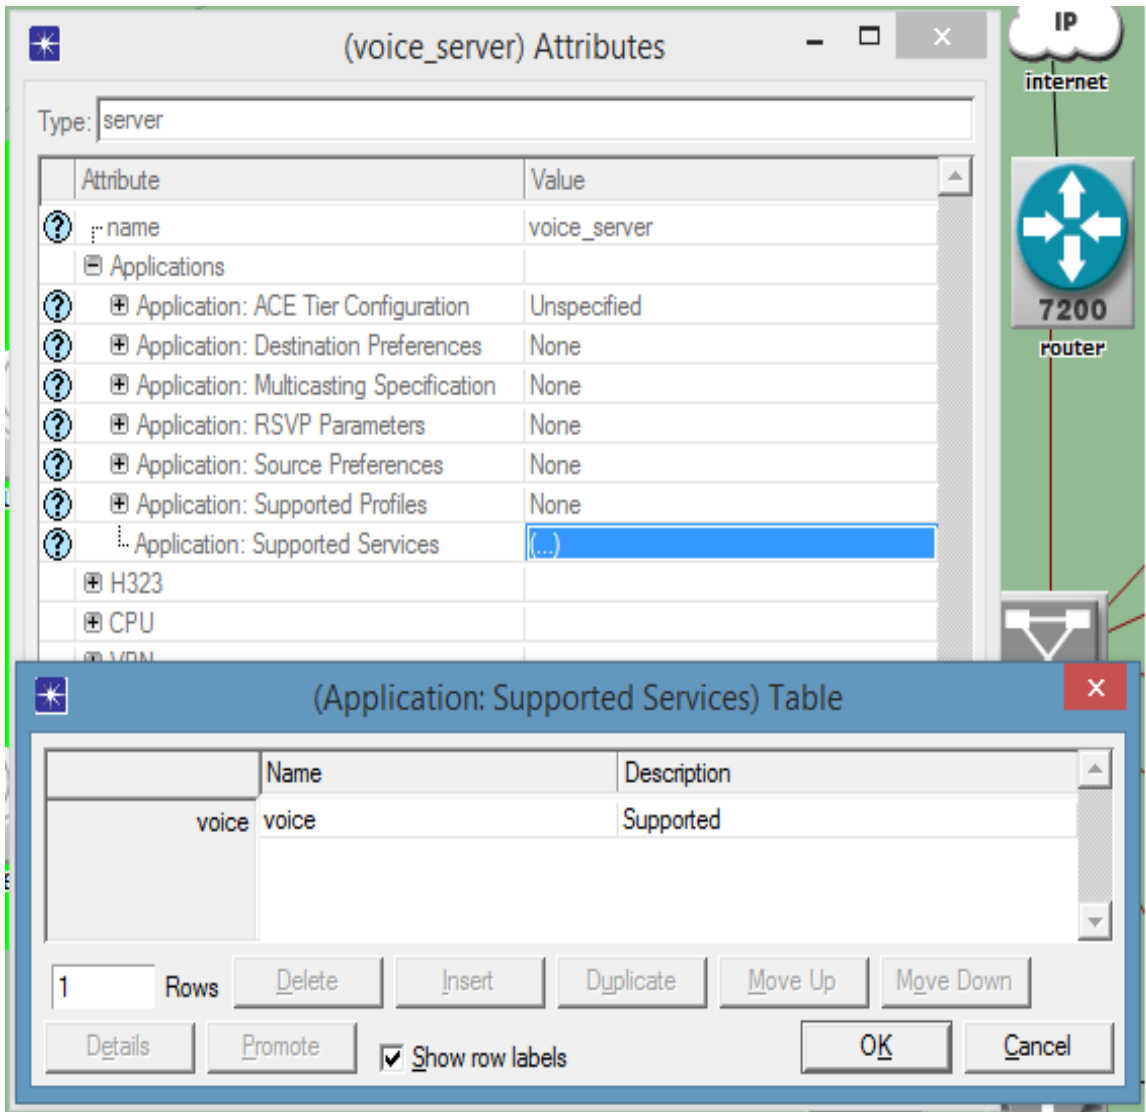 IP
internet
(voice_server) Attributes
Type: server
Attribute Value
name voice_server
Applications
Application: ACE Tier Configuration Unspecified
Application: Destination Preferences None
Application: Multicasting Specification None
Application: RSVP Parameters None
Application: Source Preferences None
Application: Supported Profiles None
Application: Supported Services (...)
H323
CPU
VPN
7200
router
(Application: Supported Services) Table
Name Description
voice voice Supported
1 Rows Delete Insert Duplicate Move Up Move Down
Details Promote Show row labels OK Cancel